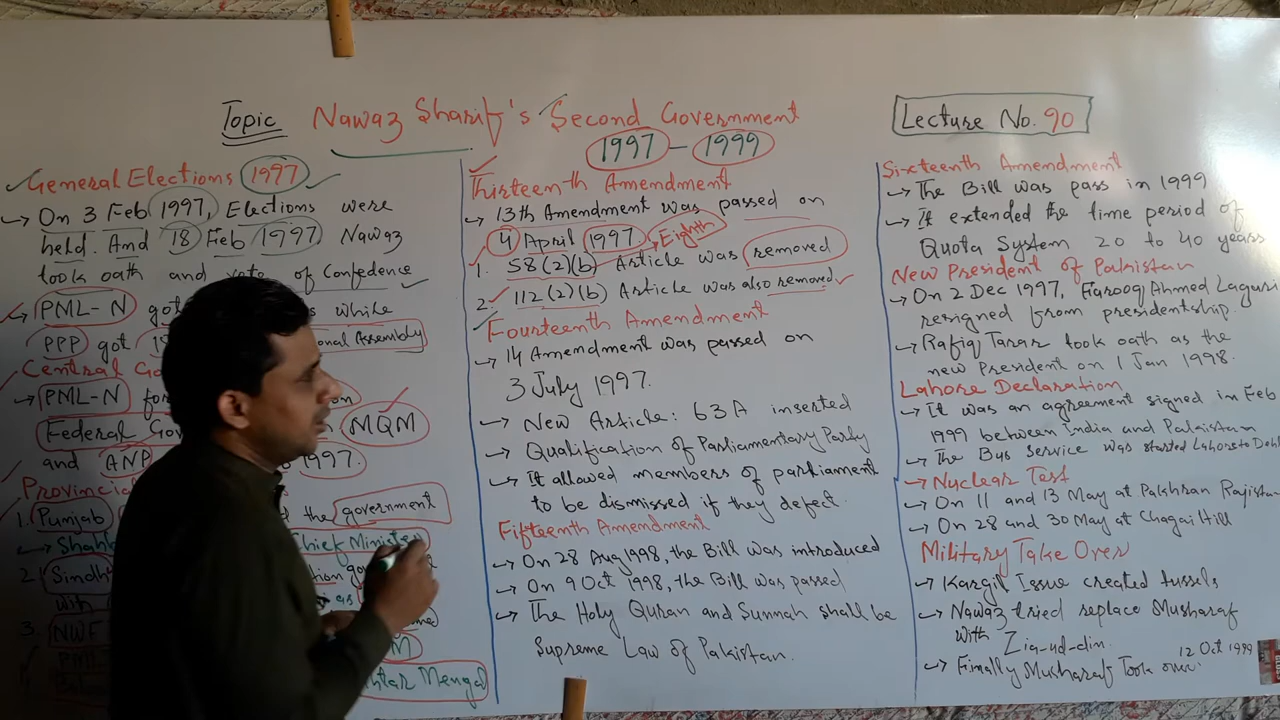 Topic Nawaz Sharif's Second Government
1997 - 1999
Lecture No. 90
General Elections 1997
→ On 3 Feb 1997, Elections were
held. And 18 Feb 1997 Nawaz
took oath and vote of Confedence
→ PML-N got while
PPP got ional Assembly
Central Go
→ PML-N for on
Federal Gov MQM
and ANP 1997.
Provincial
1. Punjab the government
→ Shahb Chief Minister
2. Sindh
with as
3. NWF
M
htar Mengal
Thirteenth Amendment
→ 13th Amendment was passed on
4 April 1997 → Eighth
1. 58(2)(b) Article was removed
2. 112(2)(b) Article was also removed
Fourteenth Amendment
→ 14 Amendment was passed on
3 July 1997.
→ New Article: 63A inserted
→ Qualification of Parliamentary Party
→ It allowed members of parliament
to be dismissed if they defect.
Fifteenth Amendment
→ On 28 Aug 1998, the Bill was introduced
→ On 9 Oct 1998, the Bill was passed
→ The Holy Quran and Sunnah shall be
Supreme Law of Pakistan.
Sixteenth Amendment
→ The Bill was pass in 1999
→ It extended the time period of
Quota System 20 to 40 years
New President of Pakistan
→ On 2 Dec 1997, Farooq Ahmed Lagari
resigned from presidentship.
→ Rafiq Tarar took oath as the
new President on 1 Jan 1998.
Lahore Declaration
→ It was an agreement signed in Feb
1999 between India and Pakistan
→ The Bus Service was started Lahore to Dehl
→ Nuclear Test
→ On 11 and 13 May at Pakhran Rajistan
→ On 28 and 30 May at Chagai Hill
Military Take Over
→ Kargil Issue created tussels
→ Nawaz tried replace Musharaf
with Zia-ud-din.
→ Finally Musharaf Took over 12 Oct 1999